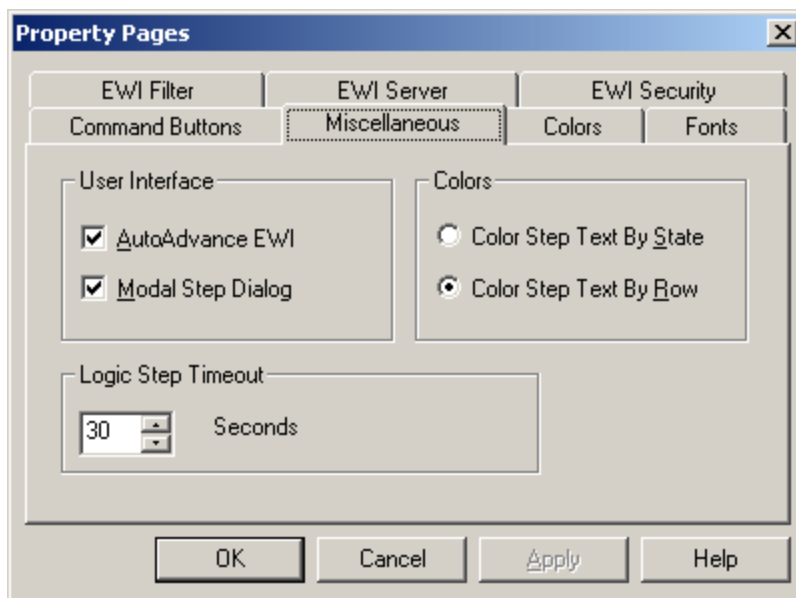 Property Pages
EWI Filter EWI Server EWI Security
Command Buttons Miscellaneous Colors Fonts
User Interface Colors
AutoAdvance EWI Color Step Text By State
Modal Step Dialog Color Step Text By Row
Logic Step Timeout
30 Seconds
OK Cancel Apply Help